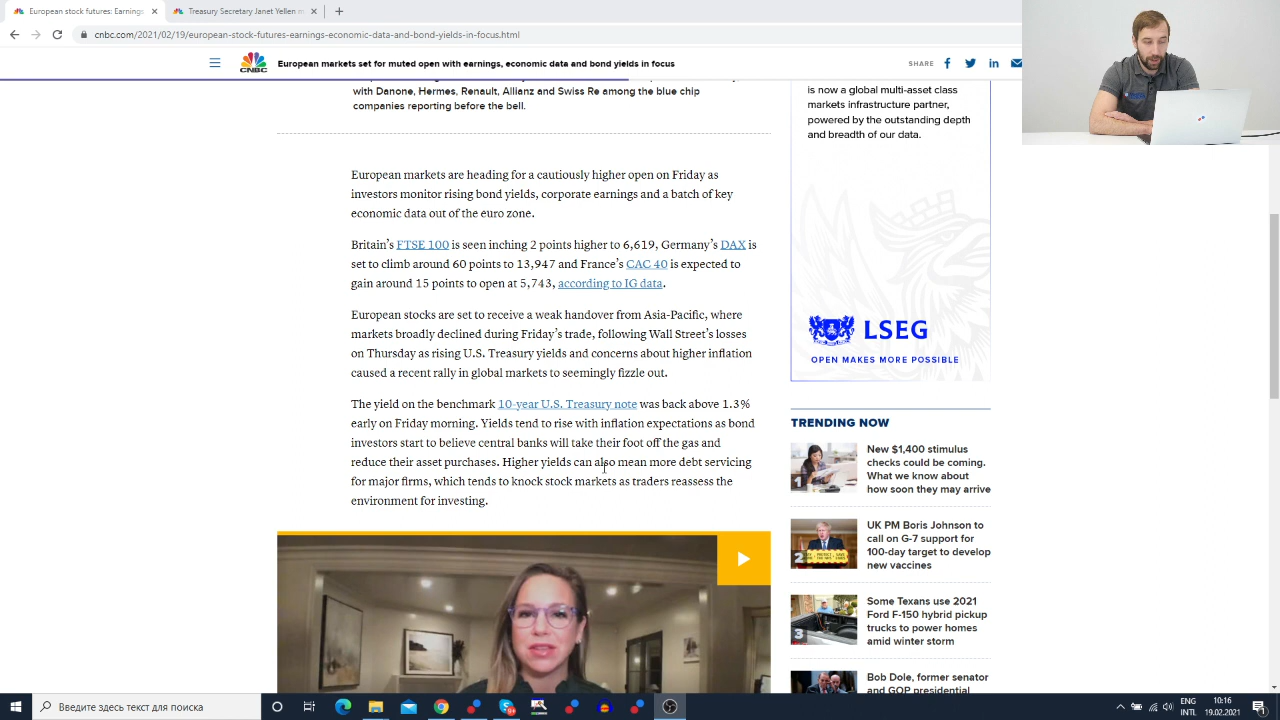 European markets: Earnings
European stock futures: earnings
cnbc.com/2021/02/19/european-stock-futures-earnings-economic-data-and-bond-yields-in-focus.html
CNBC
European markets set for muted open with earnings, economic data and bond yields in focus
SHARE
with Danone, Hermes, Renault, Allianz and Swiss Re among the blue chip
companies reporting before the bell.
European markets are heading for a cautiously higher open on Friday as
investors monitor rising bond yields, corporate earnings and a batch of key
economic data out of the euro zone.
Britain’s FTSE 100 is seen inching 2 points higher to 6,619, Germany’s DAX is
set to climb around 60 points to 13,947 and France’s CAC 40 is expected to
gain around 15 points to open at 5,743, according to IG data.
European stocks are set to receive a weak handover from Asia-Pacific, where
markets broadly declined during Friday’s trade, following Wall Street’s losses
on Thursday as rising U.S. Treasury yields and concerns about higher inflation
caused a recent rally in global markets to seemingly fizzle out.
The yield on the benchmark 10-year U.S. Treasury note was back above 1.3%
early on Friday morning. Yields tend to rise with inflation expectations as bond
investors start to believe central banks will take their foot off the gas and
reduce their asset purchases. Higher yields can also mean more debt servicing
for major firms, which tends to knock stock markets as traders reassess the
environment for investing.
is now a global multi-asset class
markets infrastructure partner,
powered by the outstanding depth
and breadth of our data.
LSEG
OPEN MAKES MORE POSSIBLE
TRENDING NOW
1
New $1,400 stimulus
checks could be coming.
What we know about
how soon they may arrive
2
UK PM Boris Johnson to
call on G-7 support for
100-day target to develop
new vaccines
3
Some Texans use 2021
Ford F-150 hybrid pickup
trucks to power homes
amid winter storm
Bob Dole, former senator
and GOP presidential
Введите здесь текст для поиска
ENG
INTL
10:16
19.02.2021